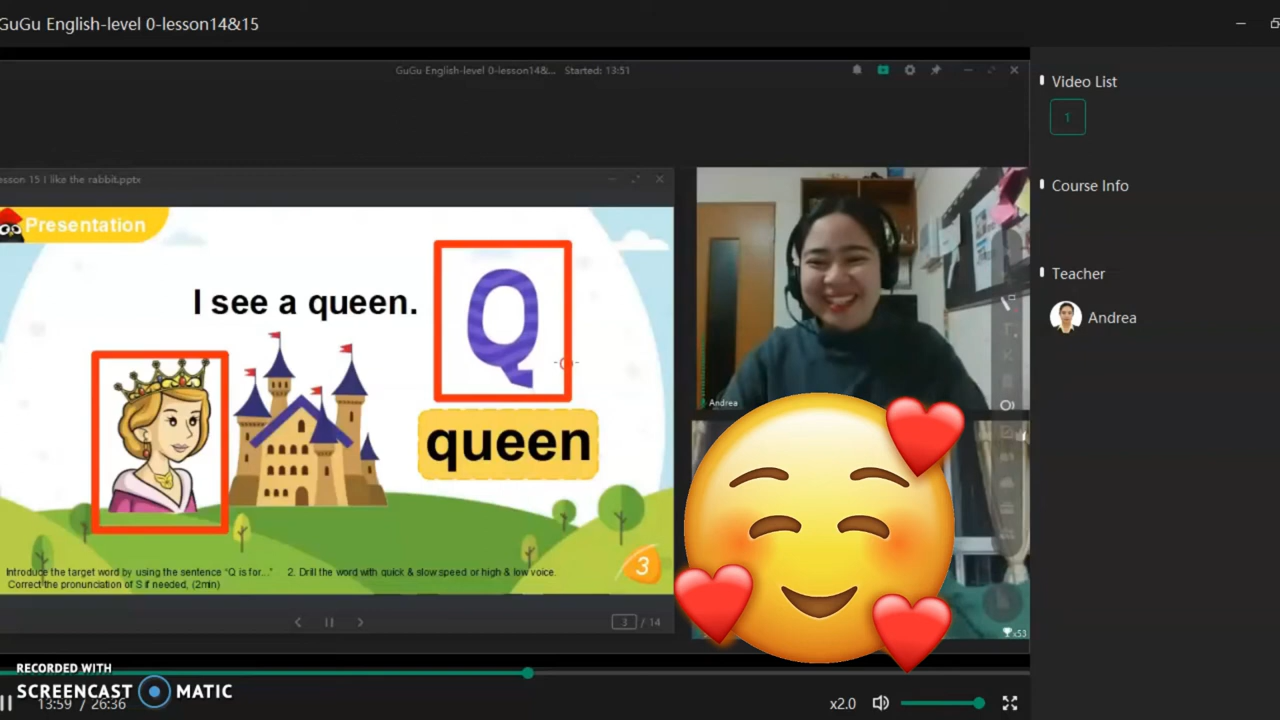 GuGu English-level 0-lesson14&15
GuGu English-level 0-lesson14&... Started: 13:51
Video List
1
Course Info
Teacher
Andrea
esson 15 I like the rabbit.pptx
Presentation
I see a queen.
Q
queen
Introduce the target word by using the sentence "Q is for..." 2. Drill the word with quick & slow speed or high & low voice.
Correct the pronunciation of S if needed, (2min)
3
3 / 14
Andrea
x53
RECORDED WITH
SCREENCAST MATIC
13:59 / 26:36
x2.0